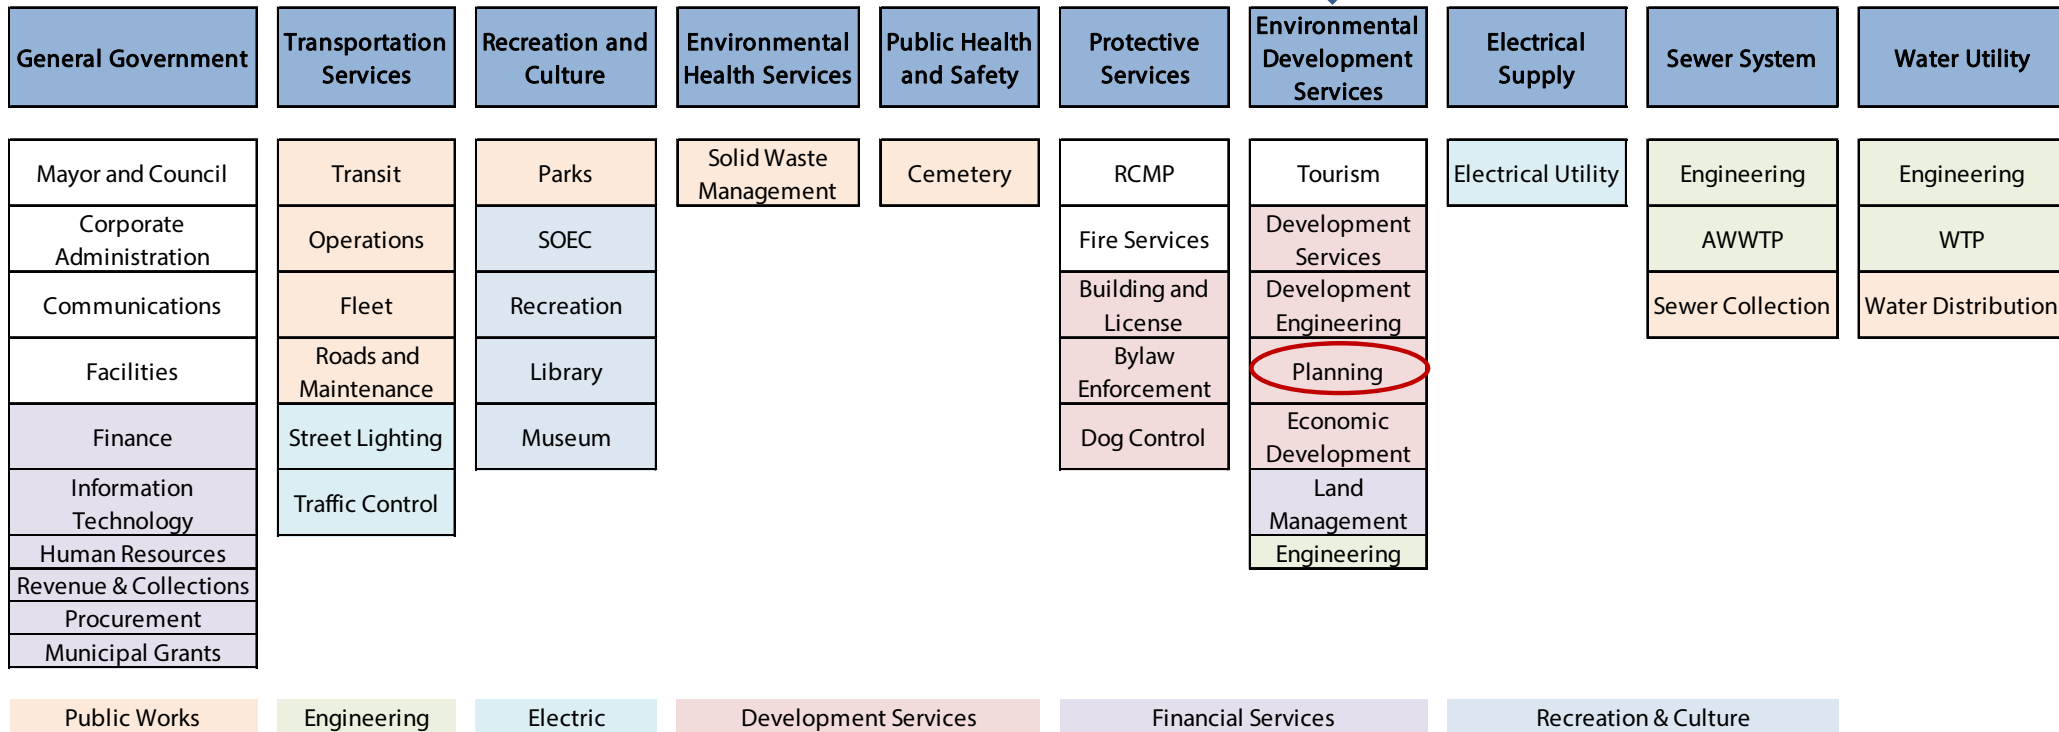 General Government
Transportation
Services
Recreation and
Culture
Environmental
Health Services
Public Health
and Safety
Protective
Services
Environmental
Development
Services
Electrical
Supply
Sewer System
Water Utility
Mayor and Council
Corporate
Administration
Communications
Facilities
Finance
Information
Technology
Human Resources
Revenue & Collections
Procurement
Municipal Grants
Transit
Operations
Fleet
Roads and
Maintenance
Street Lighting
Traffic Control
Parks
SOEC
Recreation
Library
Museum
Solid Waste
Management
Cemetery
RCMP
Fire Services
Building and
License
Bylaw
Enforcement
Dog Control
Tourism
Development
Services
Development
Engineering
Planning
Economic
Development
Land
Management
Engineering
Electrical Utility
Engineering
AWWTP
Sewer Collection
Engineering
WTP
Water Distribution
Public Works
Engineering
Electric
Development Services
Financial Services
Recreation & Culture